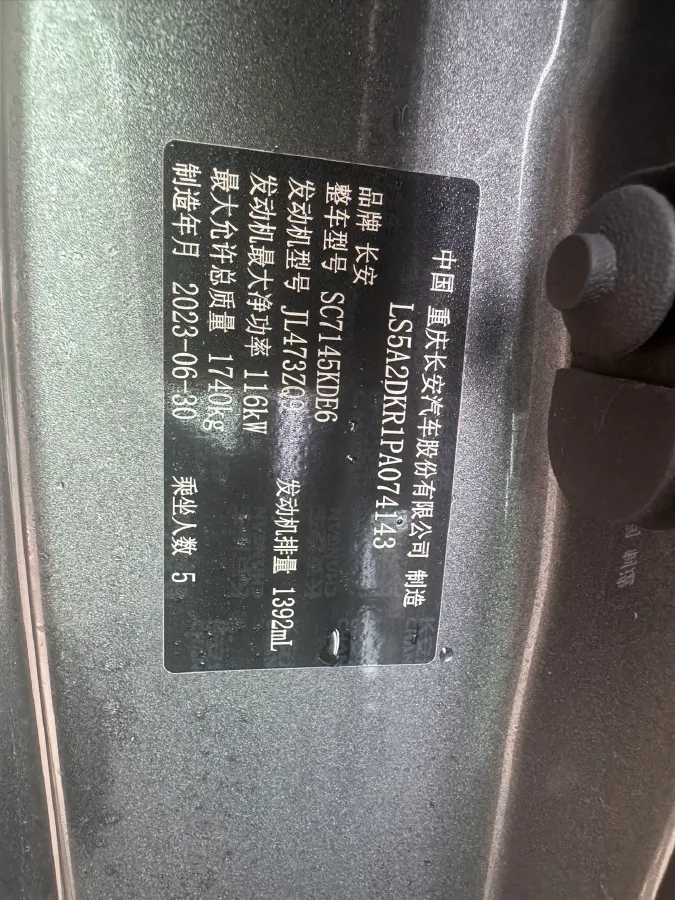 中国 重庆长安汽车股份有限公司 制造
LS5A2DKR1PA074143
品牌 长安
整车型号 SC7145KDE6
发动机型号 JL473ZQ9 发动机排量 1392mL
发动机最大净功率 116kW
最大允许总质量 1740kg
制造年月 2023-06-30 乘坐人数 5